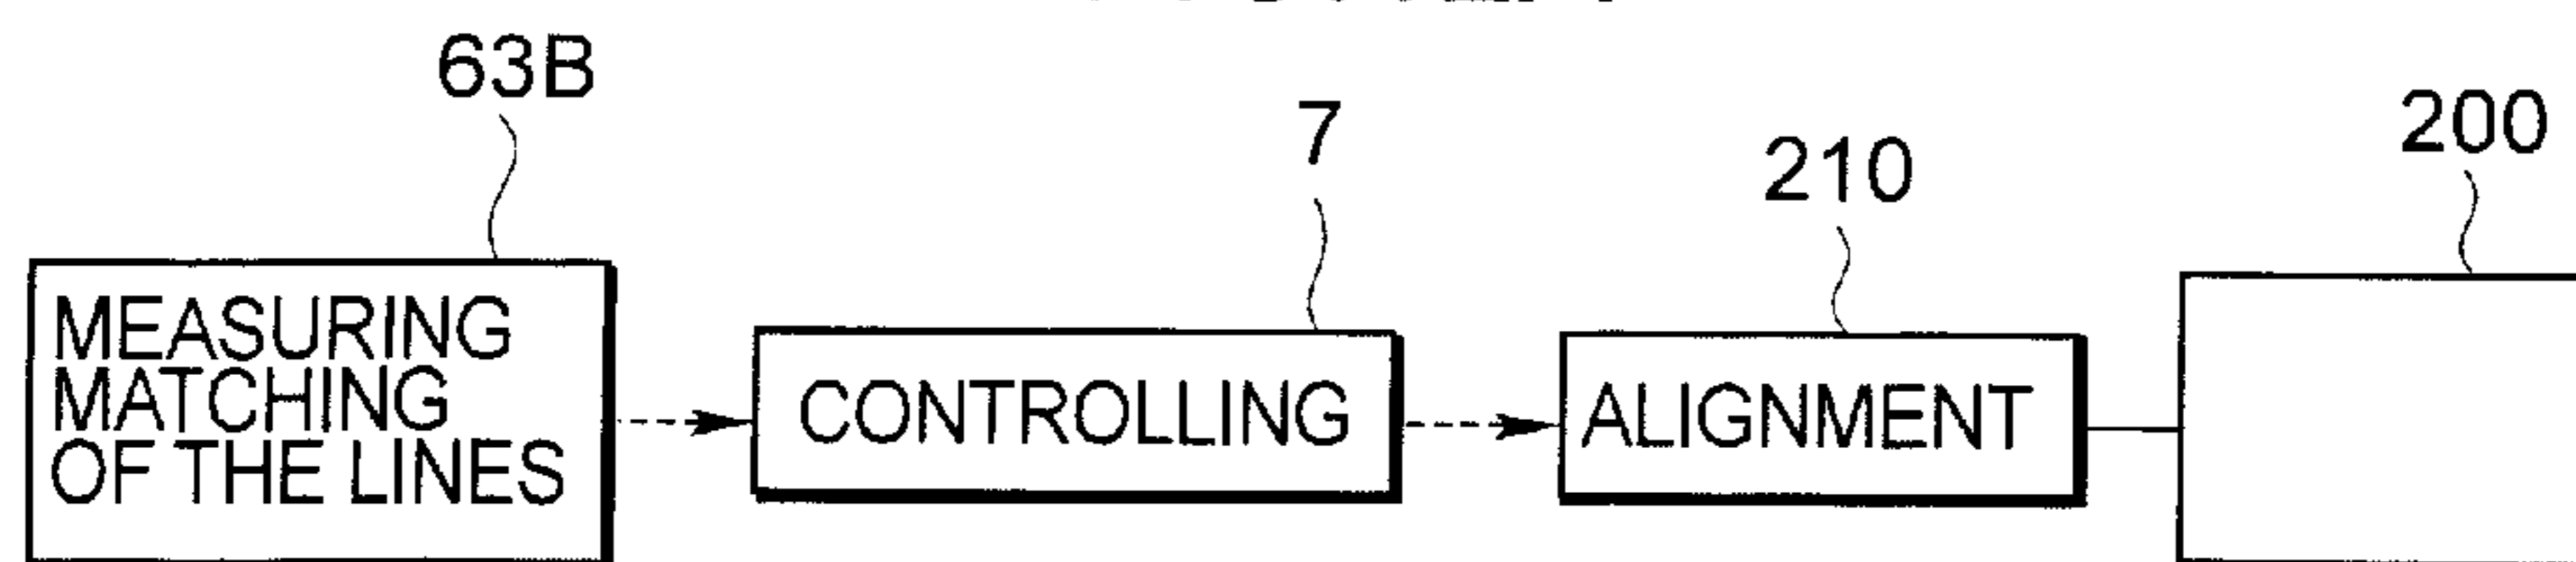 63B
7
210
200
MEASURING
MATCHING
OF THE LINES
CONTROLLING
ALIGNMENT